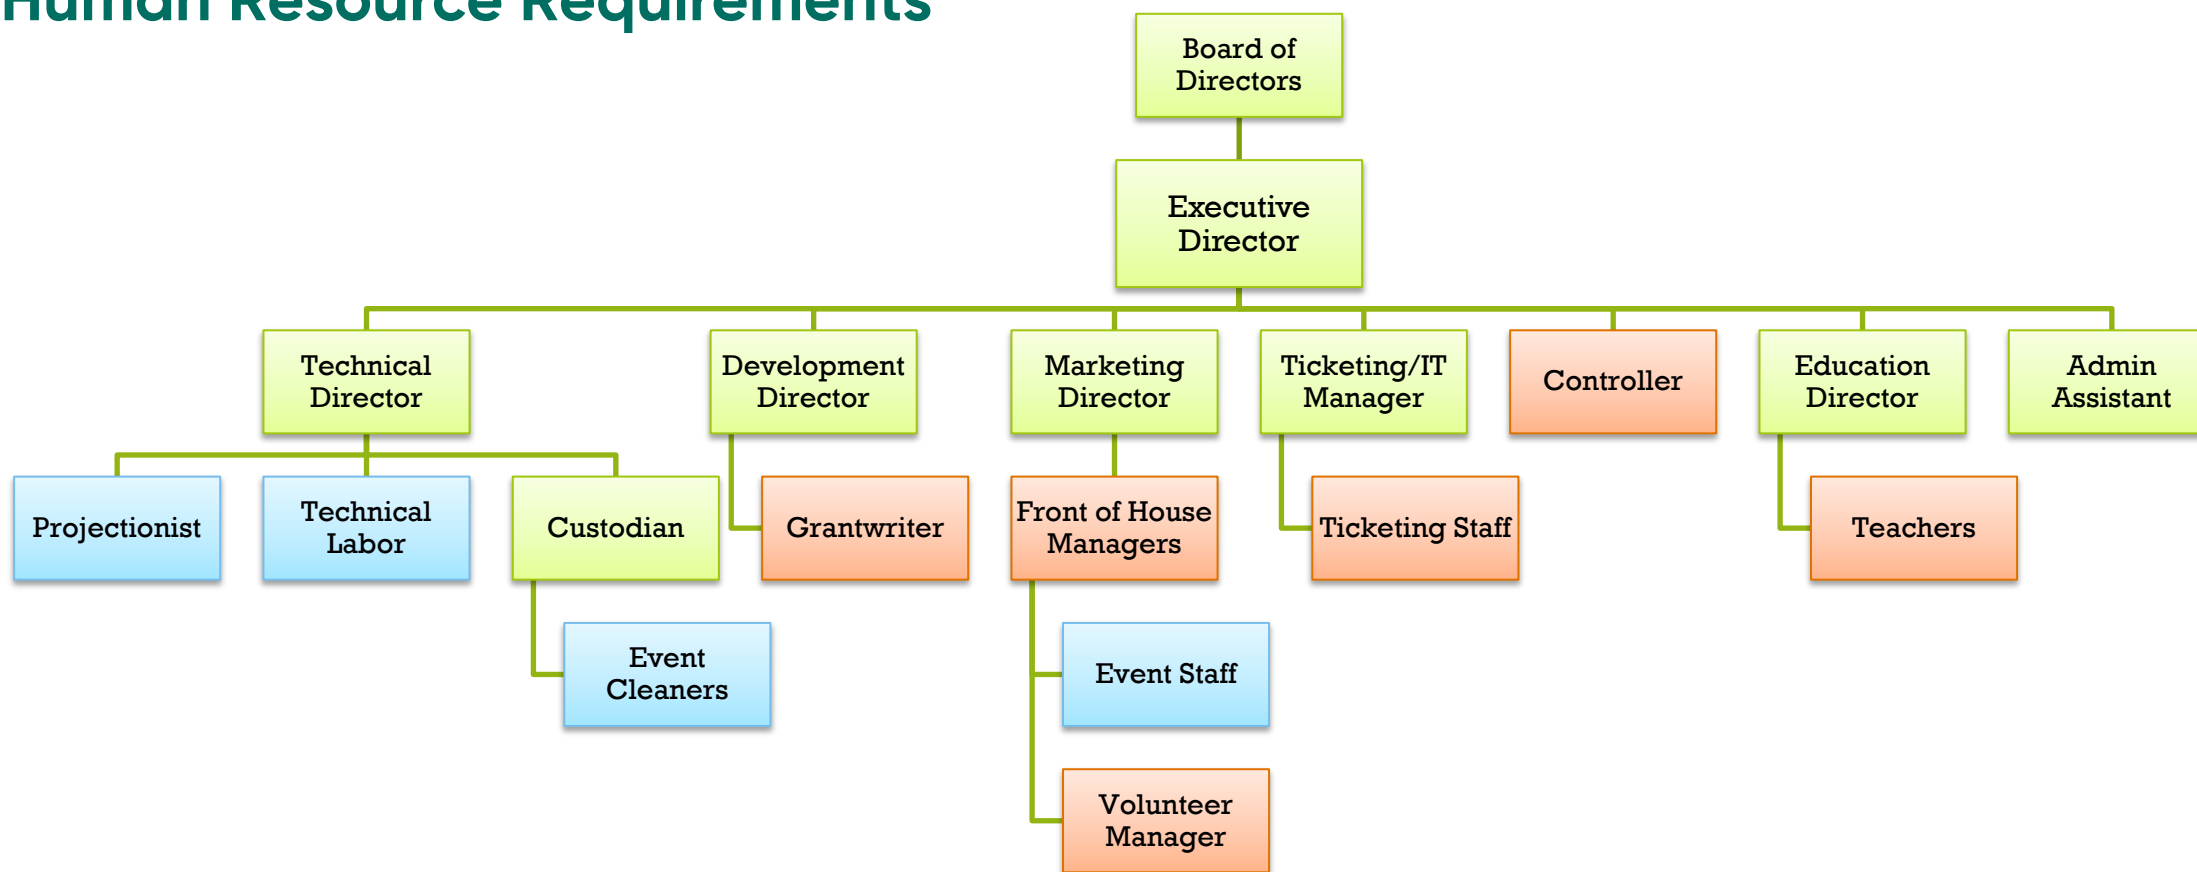 Human Resource Requirements
Board of
Directors
Executive
Director
Technical
Director
Development
Director
Marketing
Director
Ticketing/IT
Manager
Controller
Education
Director
Admin
Assistant
Projectionist
Technical
Labor
Custodian
Grantwriter
Front of House
Managers
Ticketing Staff
Teachers
Event
Cleaners
Event Staff
Volunteer
Manager